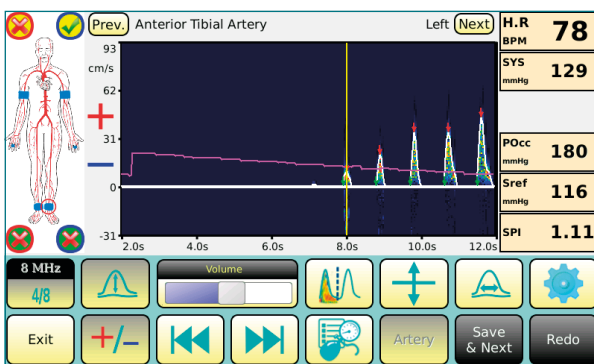 Prev. Anterior Tibial Artery Left Next
H.R
BPM 78
SYS
mmHg 129
POcc
mmHg 180
Sref
mmHg 116
SPI 1.11
93
cm/s
62
31
0
-31
2.0s 4.0s 6.0s 8.0s 10.0s 12.0s
8 MHz
4/8
Volume
Exit
+/-
Artery
Save
& Next
Redo